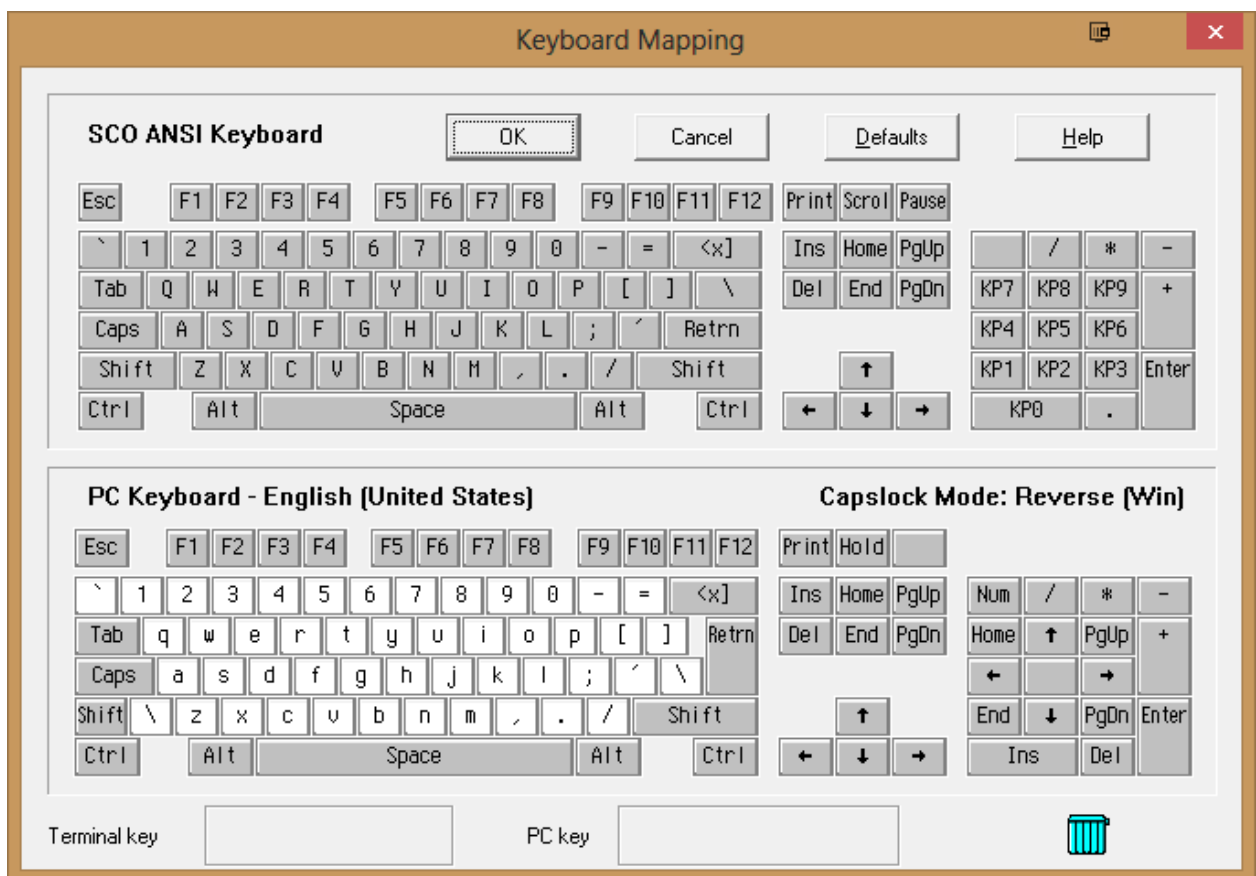 Keyboard Mapping
SCO ANSI Keyboard OK Cancel Defaults Help
Esc F1 F2 F3 F4 F5 F6 F7 F8 F9 F10 F11 F12 Print Scrol Pause
` 1 2 3 4 5 6 7 8 9 0 - = <x] Ins Home PgUp / * -
Tab Q W E R T Y U I O P [ ] \ Del End PgDn KP7 KP8 KP9 +
Caps A S D F G H J K L ; ´ Retrn KP4 KP5 KP6
Shift Z X C V B N M , . / Shift ↑ KP1 KP2 KP3 Enter
Ctrl Alt Space Alt Ctrl ← ↓ → KP0 .
PC Keyboard - English (United States) Capslock Mode: Reverse (Win)
Esc F1 F2 F3 F4 F5 F6 F7 F8 F9 F10 F11 F12 Print Hold
` 1 2 3 4 5 6 7 8 9 0 - = <x] Ins Home PgUp Num / * -
Tab q w e r t y u i o p [ ] Retrn Del End PgDn Home ↑ PgUp +
Caps a s d f g h j k l ; ´ \ ← →
Shift \ z x c v b n m , . / Shift ↑ End ↓ PgDn Enter
Ctrl Alt Space Alt Ctrl ← ↓ → Ins Del
Terminal key PC key